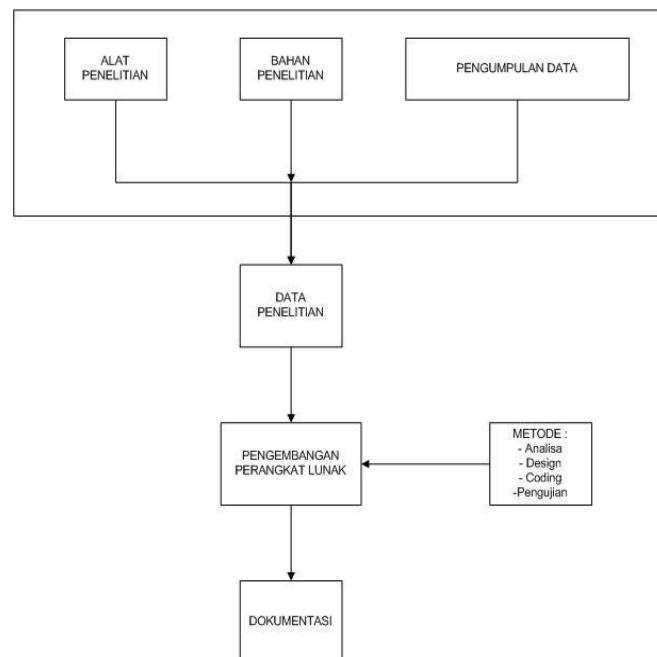 ALAT
PENELITIAN
BAHAN
PENELITIAN
PENGUMPULAN DATA
DATA
PENELITIAN
PENGEMBANGAN
PERANGKAT LUNAK
METODE :
- Analisa
- Design
- Coding
-Pengujian
DOKUMENTASI